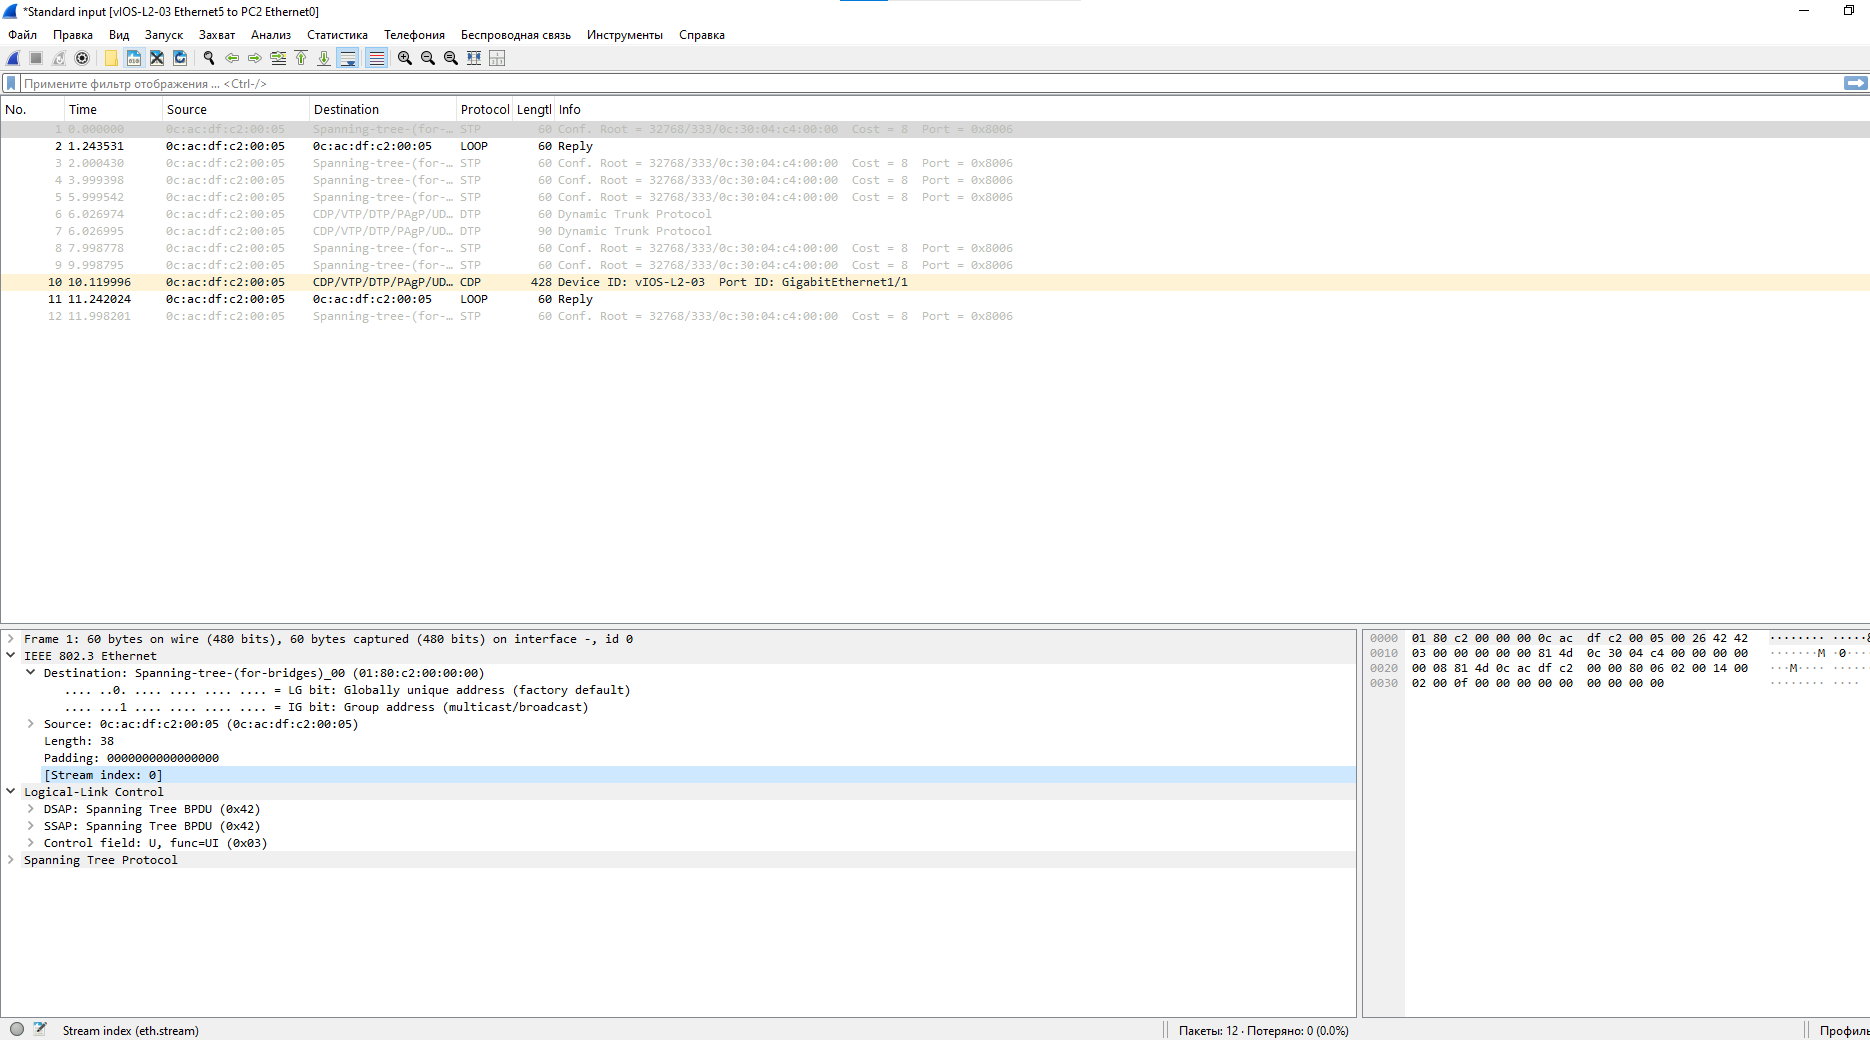 *Standard input [vIOS-L2-03 Ethernet5 to PC2 Ethernet0]
Файл Правка Вид Запуск Захват Анализ Статистика Телефония Беспроводная связь Инструменты Справка
Примените фильтр отображения ... <Ctrl-/>
No. Time Source Destination Protocol Lengtl Info
1 0.000000 0c:ac:df:c2:00:05 Spanning-tree-(for-… STP 60 Conf. Root = 32768/333/0c:30:04:c4:00:00 Cost = 8 Port = 0x8006
2 1.243531 0c:ac:df:c2:00:05 0c:ac:df:c2:00:05 LOOP 60 Reply
3 2.000430 0c:ac:df:c2:00:05 Spanning-tree-(for-… STP 60 Conf. Root = 32768/333/0c:30:04:c4:00:00 Cost = 8 Port = 0x8006
4 3.999398 0c:ac:df:c2:00:05 Spanning-tree-(for-… STP 60 Conf. Root = 32768/333/0c:30:04:c4:00:00 Cost = 8 Port = 0x8006
5 5.999542 0c:ac:df:c2:00:05 Spanning-tree-(for-… STP 60 Conf. Root = 32768/333/0c:30:04:c4:00:00 Cost = 8 Port = 0x8006
6 6.026974 0c:ac:df:c2:00:05 CDP/VTP/DTP/PAgP/UD… DTP 60 Dynamic Trunk Protocol
7 6.026995 0c:ac:df:c2:00:05 CDP/VTP/DTP/PAgP/UD… DTP 90 Dynamic Trunk Protocol
8 7.998778 0c:ac:df:c2:00:05 Spanning-tree-(for-… STP 60 Conf. Root = 32768/333/0c:30:04:c4:00:00 Cost = 8 Port = 0x8006
9 9.998795 0c:ac:df:c2:00:05 Spanning-tree-(for-… STP 60 Conf. Root = 32768/333/0c:30:04:c4:00:00 Cost = 8 Port = 0x8006
10 10.119996 0c:ac:df:c2:00:05 CDP/VTP/DTP/PAgP/UD… CDP 428 Device ID: vIOS-L2-03 Port ID: GigabitEthernet1/1
11 11.242024 0c:ac:df:c2:00:05 0c:ac:df:c2:00:05 LOOP 60 Reply
12 11.998201 0c:ac:df:c2:00:05 Spanning-tree-(for-… STP 60 Conf. Root = 32768/333/0c:30:04:c4:00:00 Cost = 8 Port = 0x8006
Frame 1: 60 bytes on wire (480 bits), 60 bytes captured (480 bits) on interface -, id 0
IEEE 802.3 Ethernet
Destination: Spanning-tree-(for-bridges)_00 (01:80:c2:00:00:00)
.... ..0. .... .... .... .... = LG bit: Globally unique address (factory default)
.... ...1 .... .... .... .... = IG bit: Group address (multicast/broadcast)
Source: 0c:ac:df:c2:00:05 (0c:ac:df:c2:00:05)
Length: 38
Padding: 0000000000000000
[Stream index: 0]
Logical-Link Control
DSAP: Spanning Tree BPDU (0x42)
SSAP: Spanning Tree BPDU (0x42)
Control field: U, func=UI (0x03)
Spanning Tree Protocol
0000 01 80 c2 00 00 00 0c ac df c2 00 05 00 26 42 42 ········ ·····&
0010 03 00 00 00 00 00 81 4d 0c 30 04 c4 00 00 00 00 ·······M ·0····
0020 00 08 81 4d 0c ac df c2 00 00 80 06 02 00 14 00 ···M···· ······
0030 02 00 0f 00 00 00 00 00 00 00 00 00 ········ ····
Stream index (eth.stream)
Пакеты: 12 · Потеряно: 0 (0.0%)
Профиль